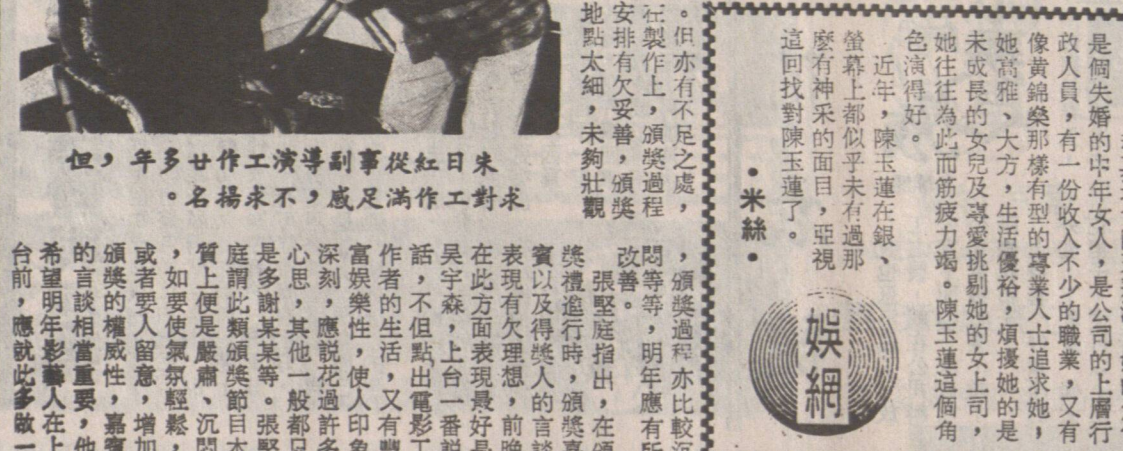 是個失婚的中年女人，是公司的上層行
政人員，有一份收入不少的職業，又有
像黃錦燊那樣有型的專業人士追求她，
她高雅、大方，生活優裕，煩擾她的是
未成長的女兒及專愛挑剔她的女上司，
她往往為此而筋疲力竭。陳玉蓮這個角
色演得好。
近年，陳玉蓮在銀、
螢幕上都似乎未有過那
麼有神采的面目，亞視
這回找對陳玉蓮了。
•米絲•
娛網
。但亦有不足之處，
在製作上，頒獎過程
安排有欠妥善，頒獎
地點太細，未夠壯觀
朱日紅從事副導演工作廿多年，但
求對工作滿足感，不求揚名。
，頒獎過程亦比較沉
悶等等，明年應有所
改善。
張堅庭指出，在頒
獎禮進行時，頒獎嘉
賓以及得獎人的言談
表現有欠理想，前晚
在此方面表現最好是
吳宇森，上台一番說
話，不但點出電影工
作者的生活，又有豐
富娛樂性，使人印象
深刻，應說花過許多
心思，其他一般都只
是多謝某某等。張堅
庭謂此類頒獎節目本
質上便是嚴肅、沉悶
，如要使氣氛輕鬆，
或者要人留意，增加
頒獎的權威性，嘉賓
的言談相當重要，他
希望明年影藝人在上
台前，應就此多做一